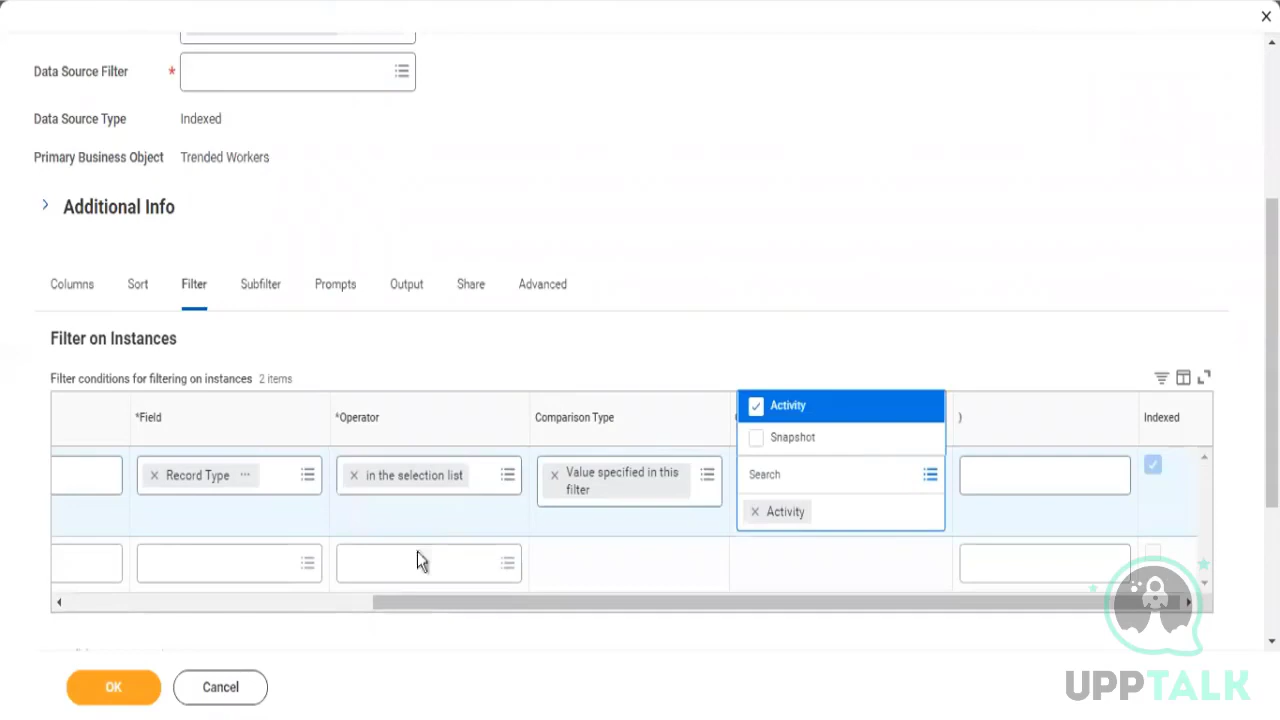 Data Source Filter *
Data Source Type Indexed
Primary Business Object Trended Workers
Additional Info
Columns Sort Filter Subfilter Prompts Output Share Advanced
Filter on Instances
Filter conditions for filtering on instances 2 items
*Field *Operator Comparison Type ) Indexed
Activity
Snapshot
Record Type in the selection list Value specified in this filter
Search
Activity
OK Cancel
UPPTALK